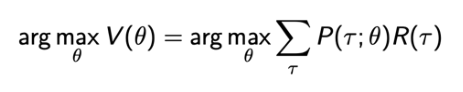 arg max_θ V(θ) = arg max_θ ∑_τ P(τ; θ)R(τ)